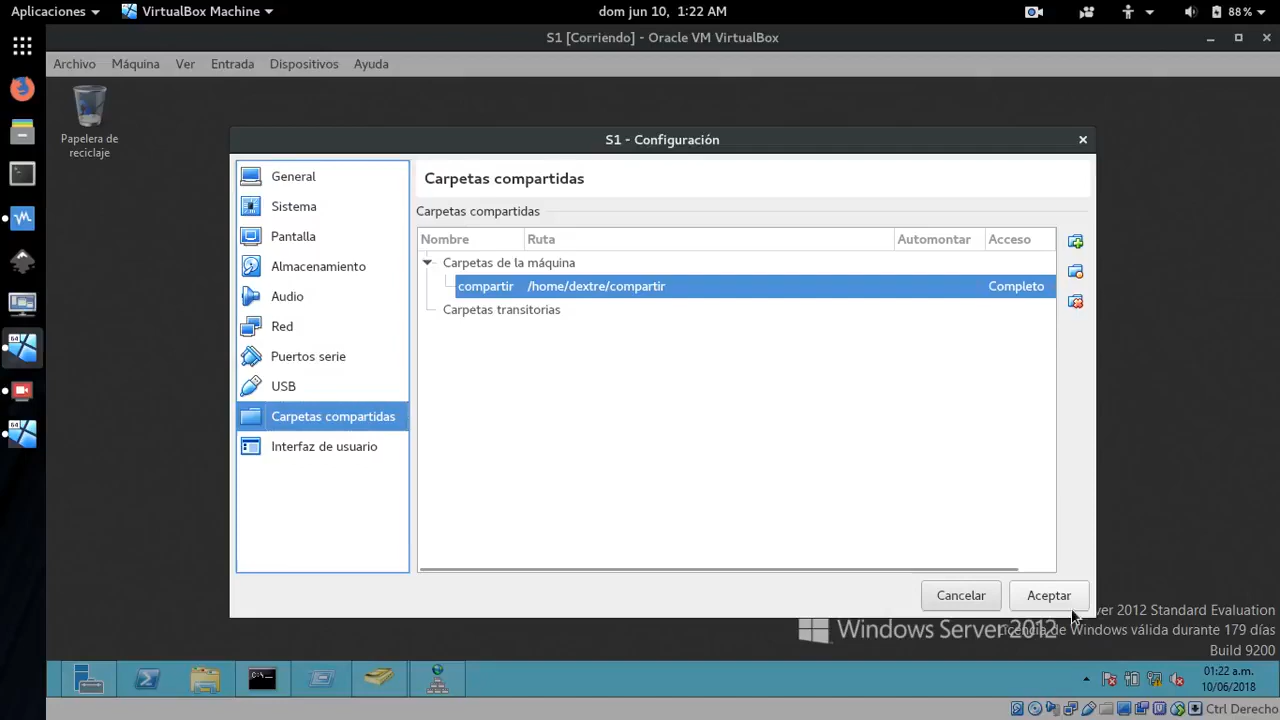 Aplicaciones VirtualBox Machine dom jun 10, 1:22 AM 88%
S1 [Corriendo] - Oracle VM VirtualBox
Archivo Máquina Ver Entrada Dispositivos Ayuda
Papelera de
reciclaje
S1 - Configuración
General
Sistema
Pantalla
Almacenamiento
Audio
Red
Puertos serie
USB
Carpetas compartidas
Interfaz de usuario
Carpetas compartidas
Carpetas compartidas
Nombre Ruta Automontar Acceso
Carpetas de la máquina
compartir /home/dextre/compartir Completo
Carpetas transitorias
Cancelar Aceptar
ver 2012 Standard Evaluation
Windows Server 2012
Licencia de Windows válida durante 179 días
Build 9200
01:22 a.m.
10/06/2018
Ctrl Derecho